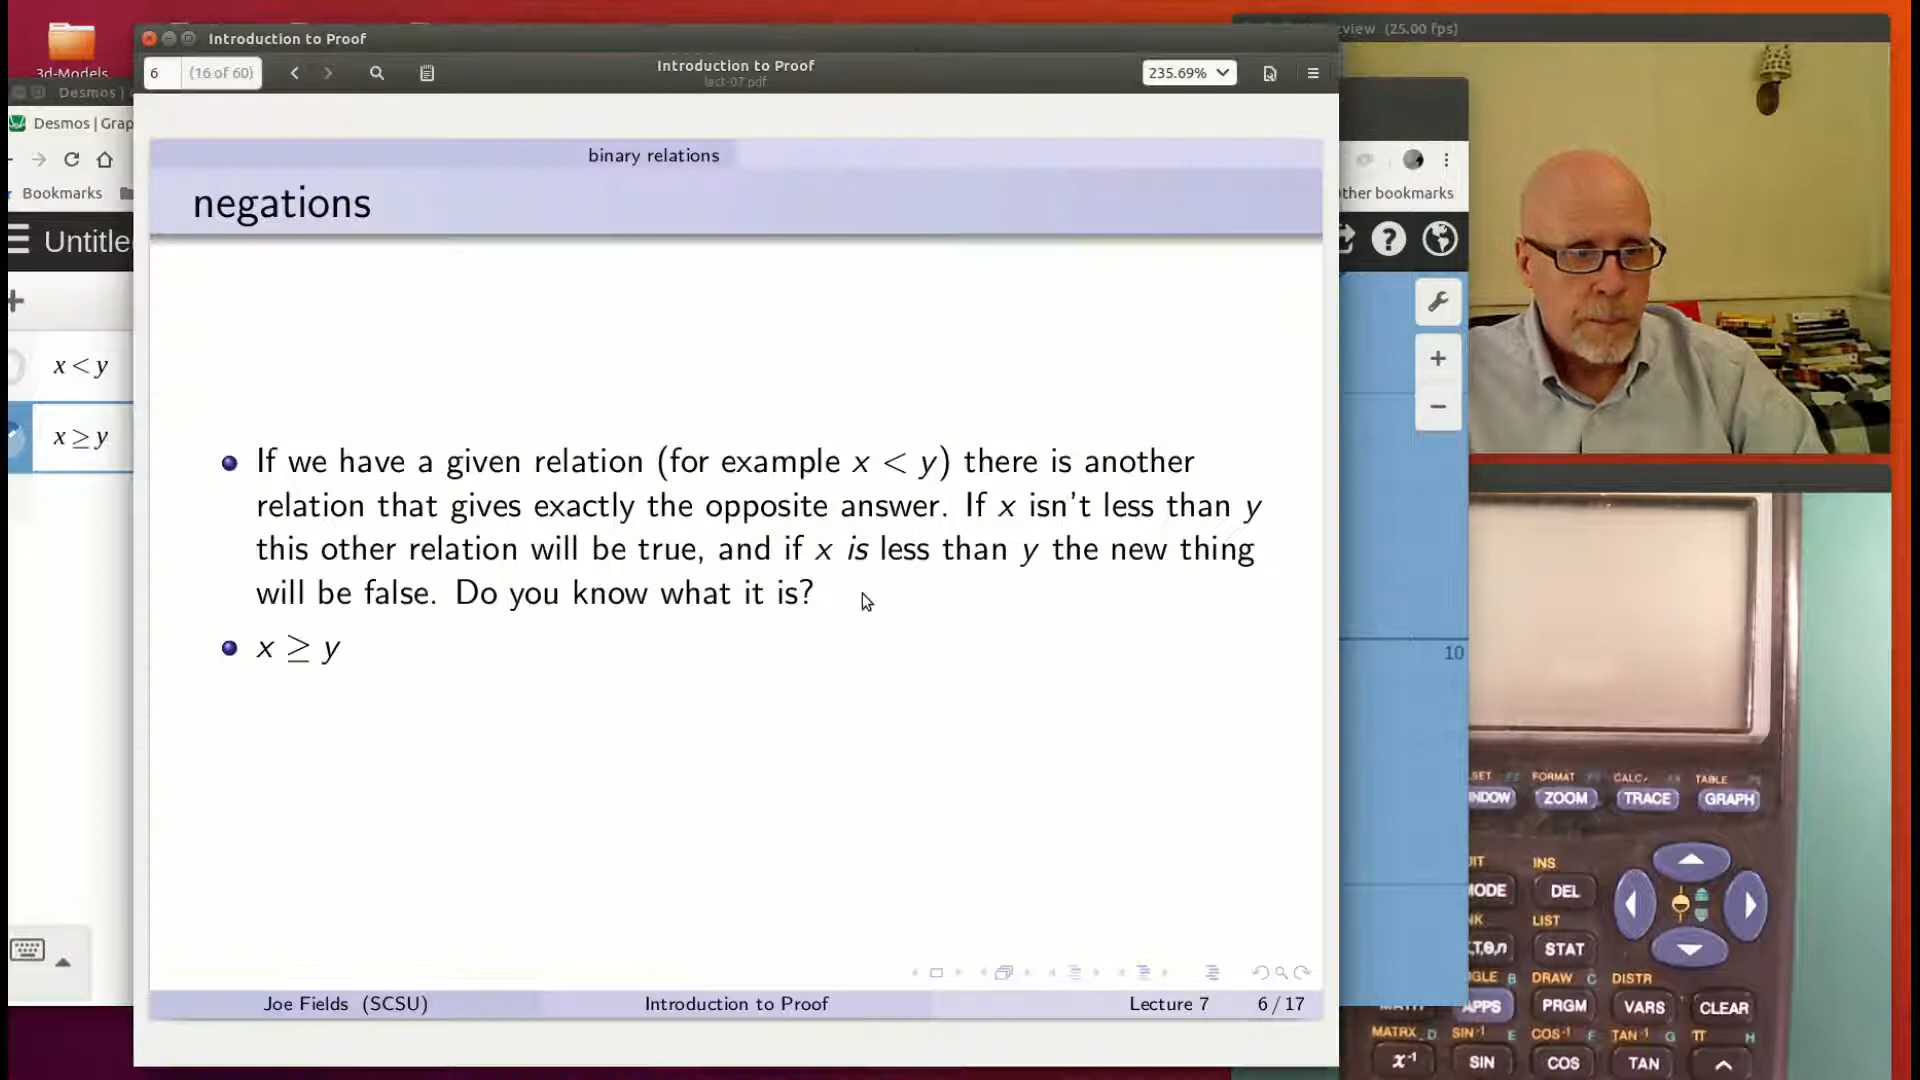 3d-Models
Introduction to Proof
view (25.00 fps)
6 (16 of 60)
Introduction to Proof
lect-07.pdf
235.69%
Desmos |
Desmos | Grap
Bookmarks
ther bookmarks
Untitle
x < y
x ≥ y
binary relations
negations
If we have a given relation (for example x < y) there is another
relation that gives exactly the opposite answer. If x isn't less than y
this other relation will be true, and if x is less than y the new thing
will be false. Do you know what it is?
x ≥ y
10
Joe Fields (SCSU) Introduction to Proof Lecture 7 6 / 17
FORMAT CALC TABLE
NDOW ZOOM TRACE GRAPH
INS
MODE DEL
LIST
,T,θ,n STAT
NGLE B DRAW C DISTR
APPS PRGM VARS CLEAR
MATRX D SIN-1 E COS-1 F TAN-1 G π H
x-1 SIN COS TAN ^